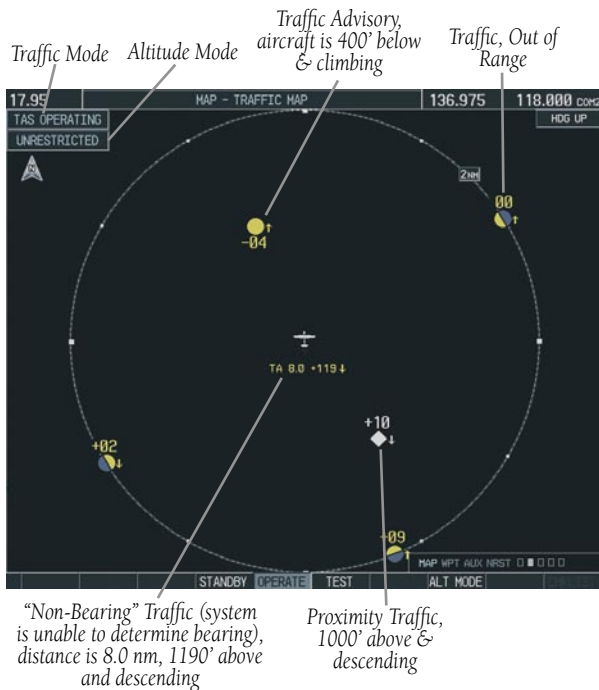 Traffic Advisory,
aircraft is 400' below
& climbing
Traffic, Out of
Range
Traffic Mode
Altitude Mode
17.95
MAP - TRAFFIC MAP
136.975
118.000 COM2
TAS OPERATING
UNRESTRICTED
HDG UP
N
2NM
00
-04
TA 8.0 +119
+10
+02
+09
MAP WPT AUX NRST
STANDBY
OPERATE
TEST
ALT MODE
"Non-Bearing" Traffic (system
is unable to determine bearing),
distance is 8.0 nm, 1190' above
and descending
Proximity Traffic,
1000' above &
descending